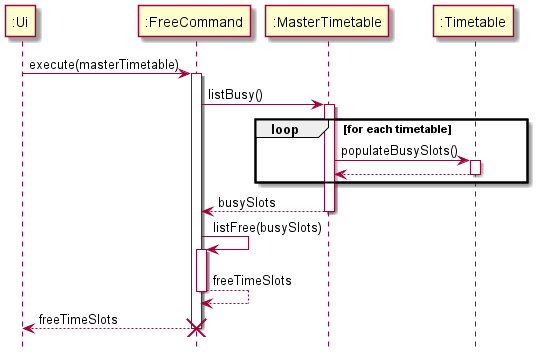 :Ui
:FreeCommand
:MasterTimetable
:Timetable
execute(masterTimetable)
listBusy()
loop
[for each timetable]
populateBusySlots()
busySlots
listFree(busySlots)
freeTimeSlots
freeTimeSlots